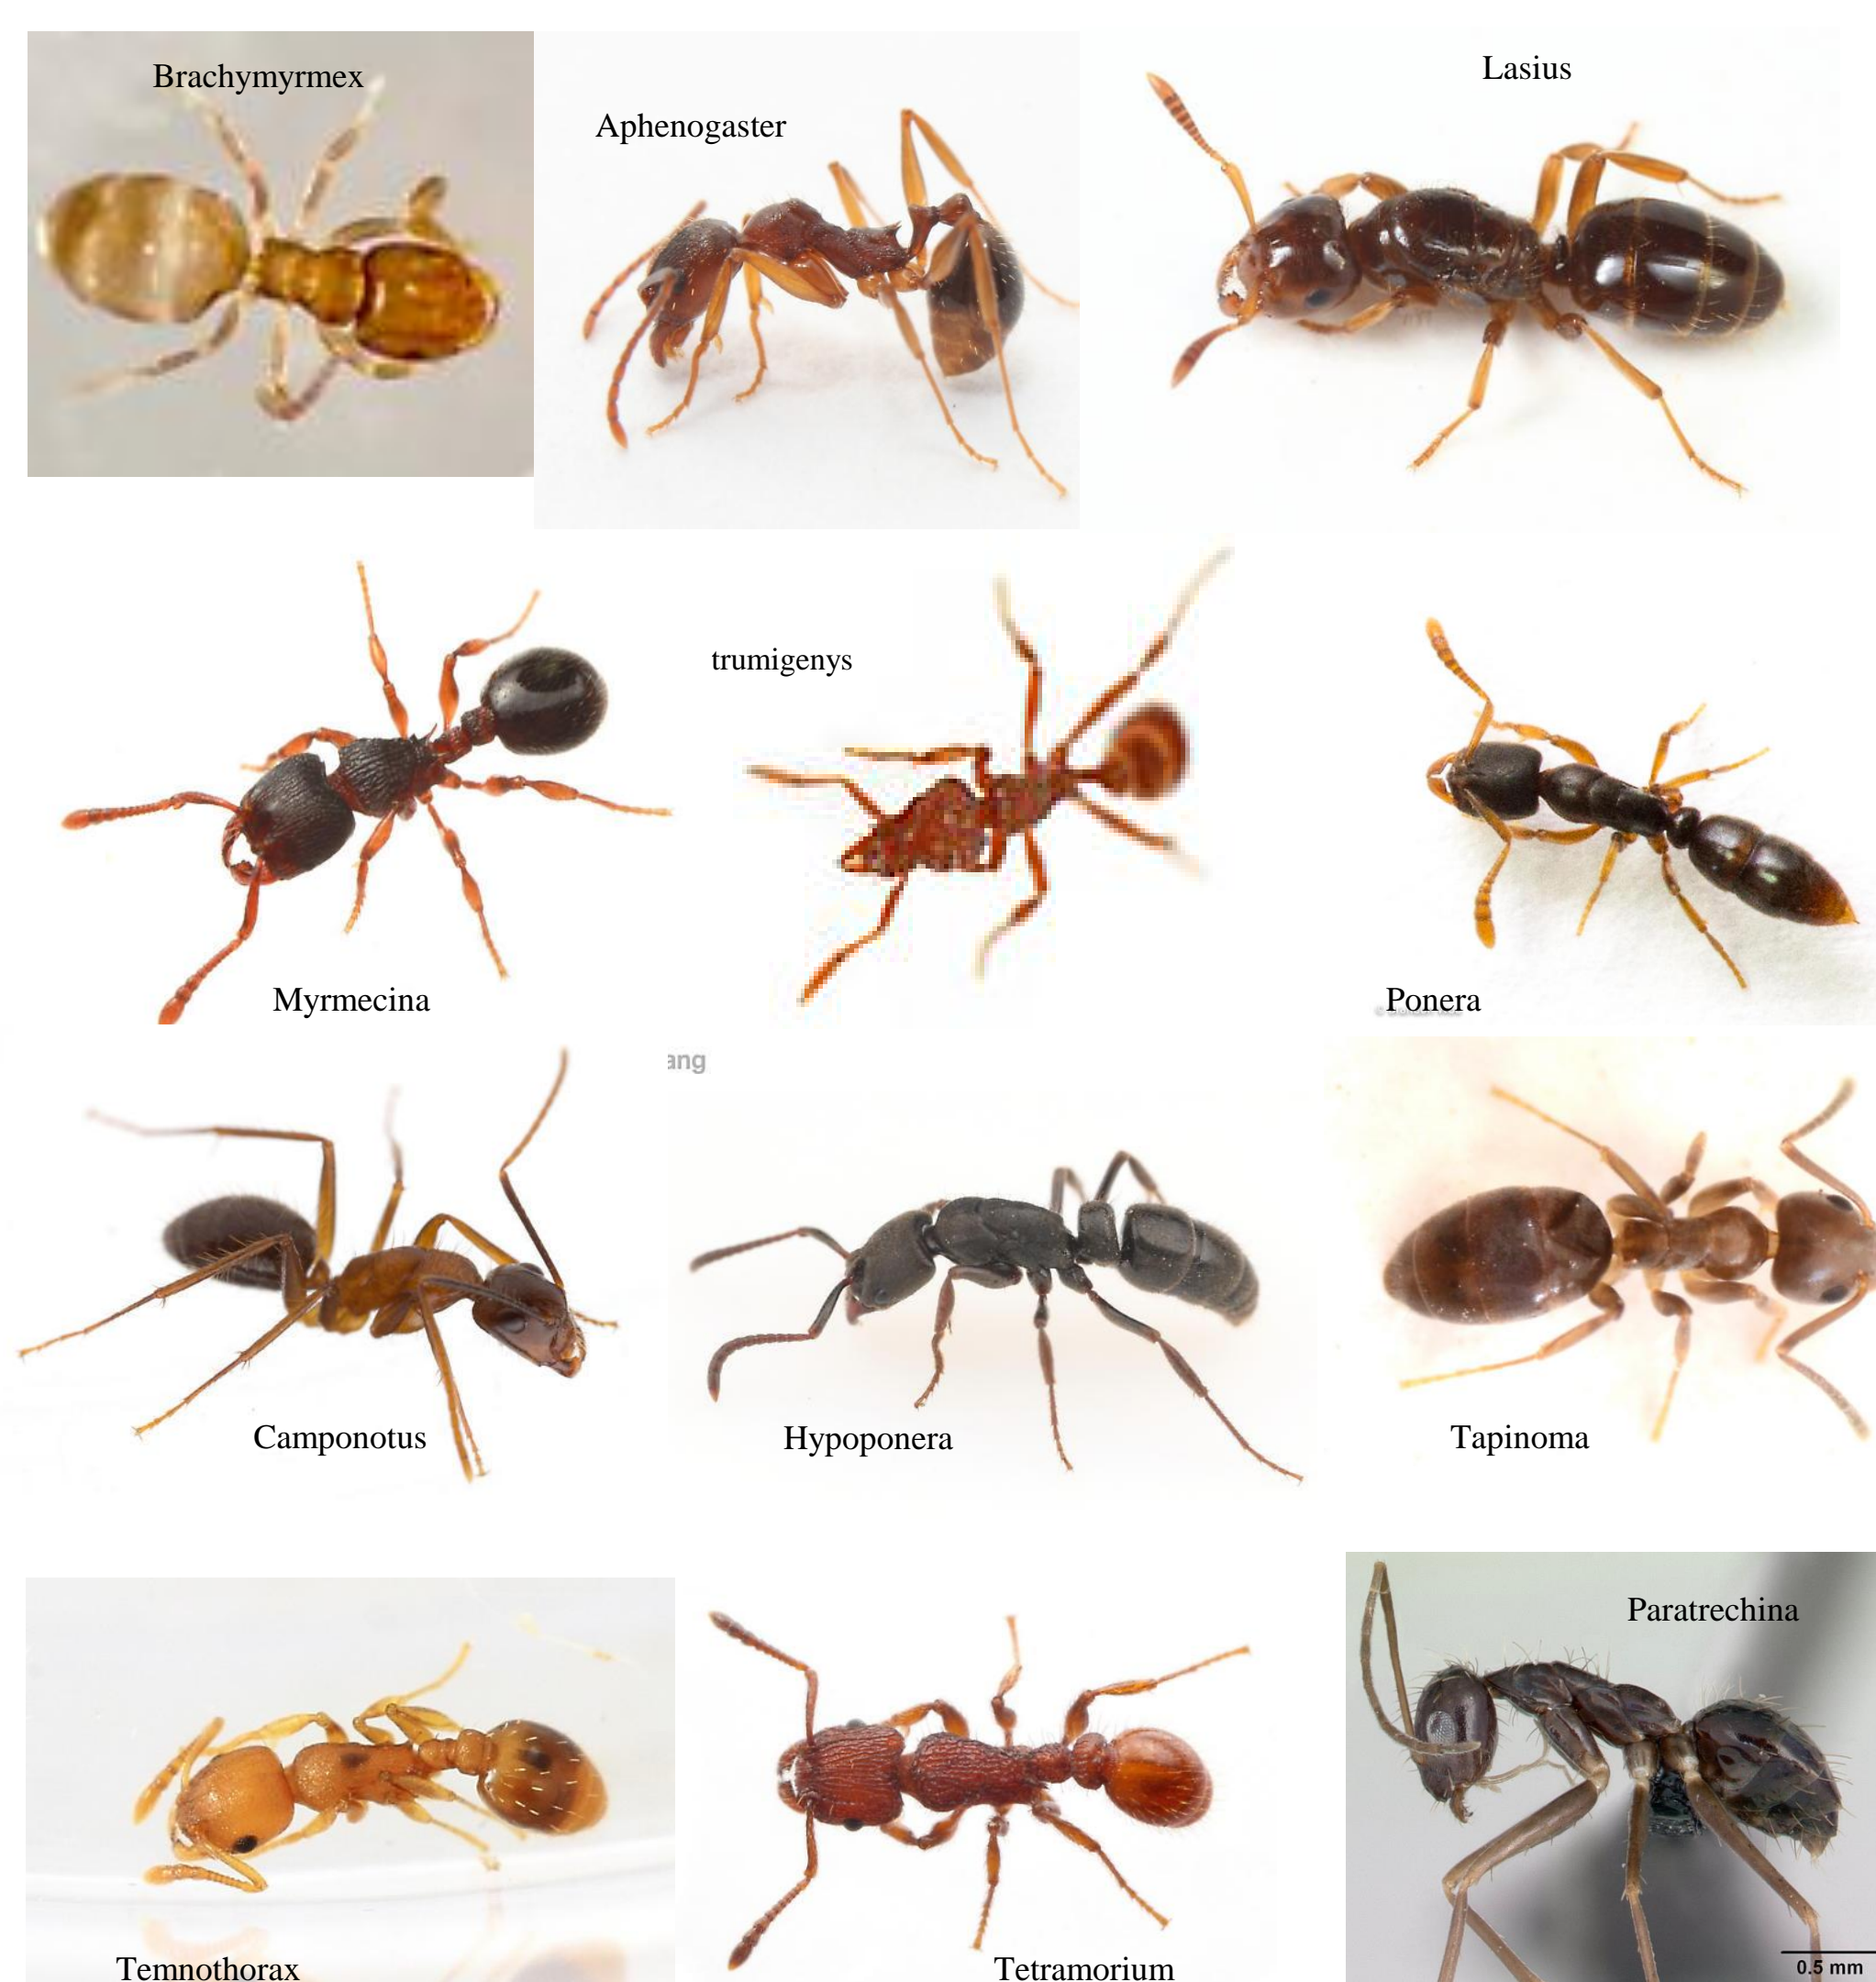 Brachymyrmex
Aphenogaster
Lasius
trumigenys
Myrmecina
Ponera
ang
Camponotus
Hypoponera
Tapinoma
Paratrechina
Temnothorax
Tetramorium
0.5 mm